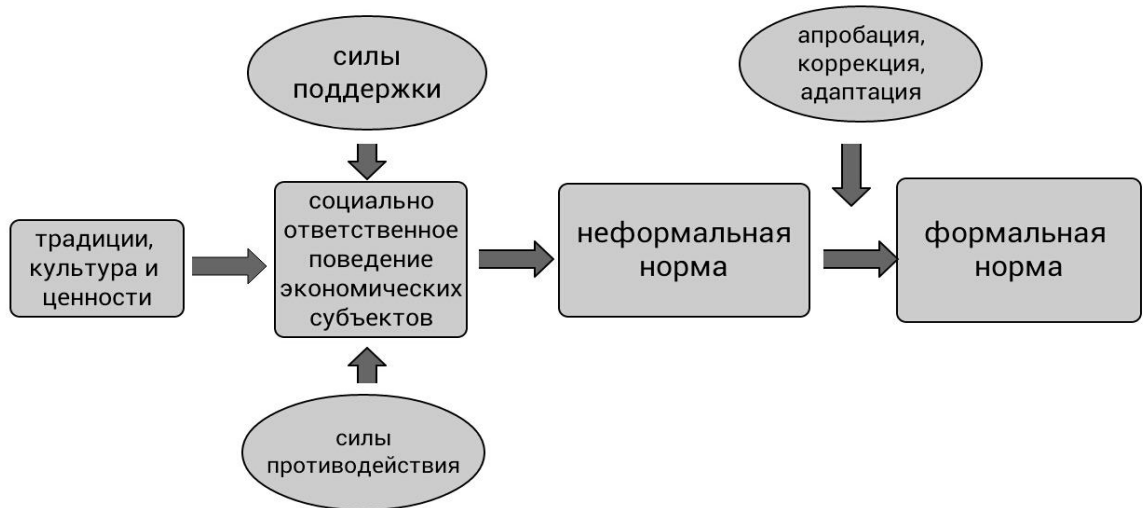 силы
поддержки
апробация,
коррекция,
адаптация
традиции,
культура и
ценности
социально
ответственное
поведение
экономических
субъектов
неформальная
норма
формальная
норма
силы
противодействия